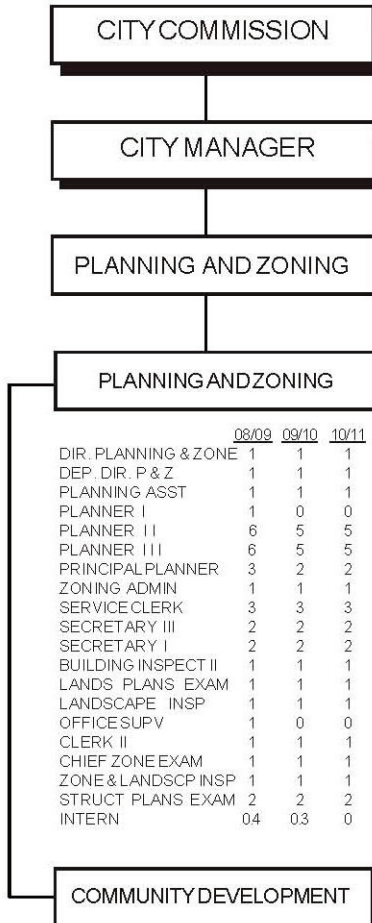 CITY COMMISSION
CITY MANAGER
PLANNING AND ZONING
PLANNING AND ZONING
08/09 09/10 10/11
DIR. PLANNING & ZONE 1 1 1
DEP. DIR. P & Z 1 1 1
PLANNING ASST 1 1 1
PLANNER I 1 0 0
PLANNER II 6 5 5
PLANNER III 6 5 5
PRINCIPAL PLANNER 3 2 2
ZONING ADMIN 1 1 1
SERVICE CLERK 3 3 3
SECRETARY III 2 2 2
SECRETARY I 2 2 2
BUILDING INSPECT II 1 1 1
LANDS PLANS EXAM 1 1 1
LANDSCAPE INSP 1 1 1
OFFICE SUPV 1 0 0
CLERK II 1 1 1
CHIEF ZONE EXAM 1 1 1
ZONE & LANDSCP INSP 1 1 1
STRUCT PLANS EXAM 2 2 2
INTERN 0.4 0.3 0
COMMUNITY DEVELOPMENT